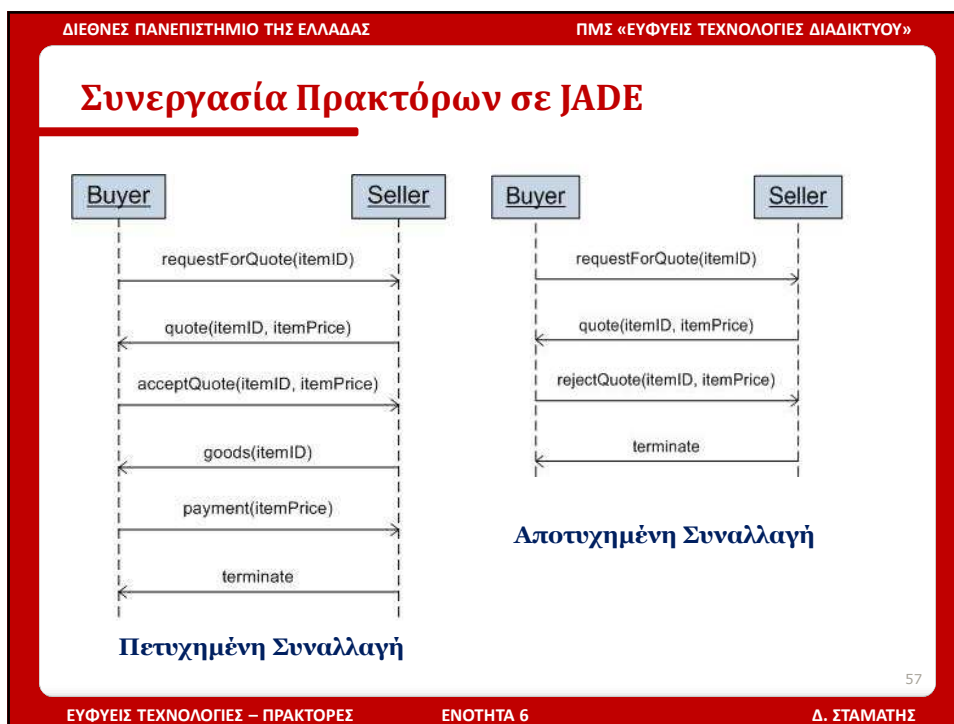 ΔΙΕΘΝΕΣ ΠΑΝΕΠΙΣΤΗΜΙΟ ΤΗΣ ΕΛΛΑΔΑΣ ΠΜΣ «ΕΥΦΥΕΙΣ ΤΕΧΝΟΛΟΓΙΕΣ ΔΙΑΔΙΚΤΥΟΥ»
Συνεργασία Πρακτόρων σε JADE
Buyer Seller
requestForQuote(itemID)
quote(itemID, itemPrice)
acceptQuote(itemID, itemPrice)
goods(itemID)
payment(itemPrice)
terminate
Πετυχημένη Συναλλαγή
Buyer Seller
requestForQuote(itemID)
quote(itemID, itemPrice)
rejectQuote(itemID, itemPrice)
terminate
Αποτυχημένη Συναλλαγή
57
ΕΥΦΥΕΙΣ ΤΕΧΝΟΛΟΓΙΕΣ – ΠΡΑΚΤΟΡΕΣ ΕΝΟΤΗΤΑ 6 Δ. ΣΤΑΜΑΤΗΣ